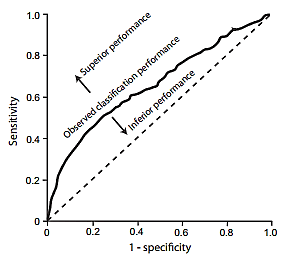 Superior performance
Observed classification performance
Inferior performance
Sensitivity
1.0
0.8
0.6
0.4
0.2
0
0
0.2
0.4
0.6
0.8
1.0
1 - specificity